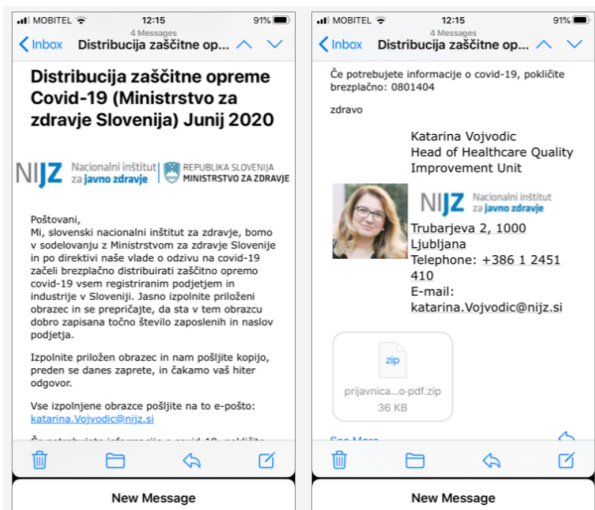 MOBITEL 12:15 91%
4 Messages
Inbox Distribucija zaščitne op...
Distribucija zaščitne opreme
Covid-19 (Ministrstvo za
zdravje Slovenija) Junij 2020
NIJZ Nacionalni inštitut
za javno zdravje
REPUBLIKA SLOVENIJA
MINISTRSTVO ZA ZDRAVJE
Poštovani,
Mi, slovenski nacionalni inštitut za zdravje, bomo
v sodelovanju z Ministrstvom za zdravje Slovenije
in po direktivi naše vlade o odzivu na covid-19
začeli brezplačno distribuirati zaščitno opremo
covid-19 vsem registriranim podjetjem in
industrije v Sloveniji. Jasno izpolnite priloženi
obrazec in se prepričajte, da sta v tem obrazcu
dobro zapisana točno število zaposlenih in naslov
podjetja.
Izpolnite priložen obrazec in nam pošljite kopijo,
preden se danes zaprete, in čakamo vaš hiter
odgovor.
Vse izpolnjene obrazce pošljite na to e-pošto:
katarina.Vojvodic@nijz.si
Če potrebujete informacije o covid-19, pokličite
New Message
MOBITEL 12:15 91%
4 Messages
Inbox Distribucija zaščitne op...
Če potrebujete informacije o covid-19, pokličite
brezplačno: 0801404
zdravo
Katarina Vojvodic
Head of Healthcare Quality
Improvement Unit
NIJZ Nacionalni inštitut
za javno zdravje
Trubarjeva 2, 1000
Ljubljana
Telephone: +386 1 2451
410
E-mail:
katarina.Vojvodic@nijz.si
zip
prijavnica...o-pdf.zip
36 KB
See More
New Message